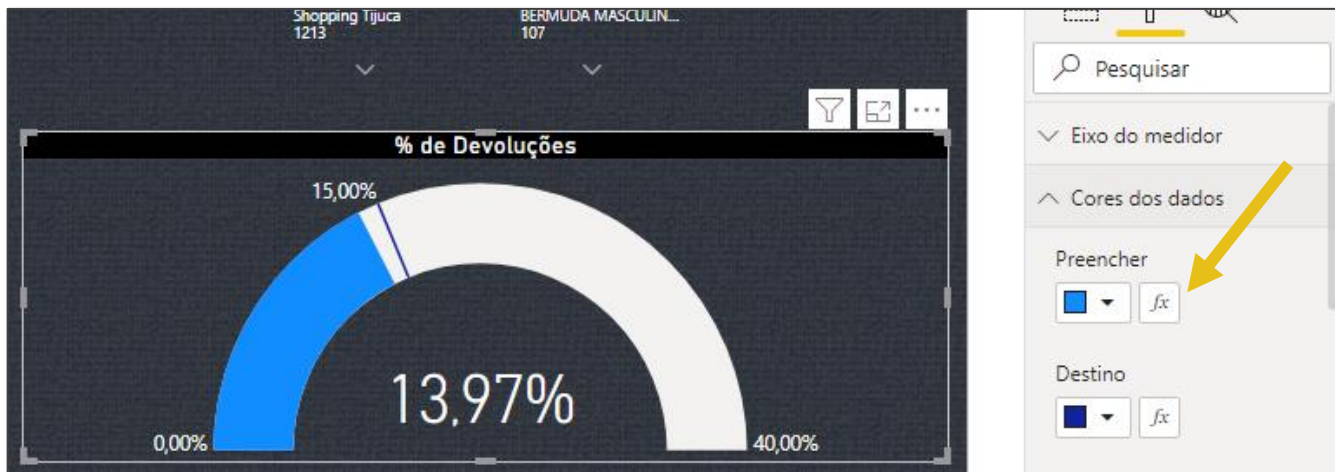 Shopping Tijuca
1213
BERMUDA MASCULIN...
107
% de Devoluções
15,00%
13,97%
0,00%
40,00%
Pesquisar
Eixo do medidor
Cores dos dados
Preencher
fx
Destino
fx